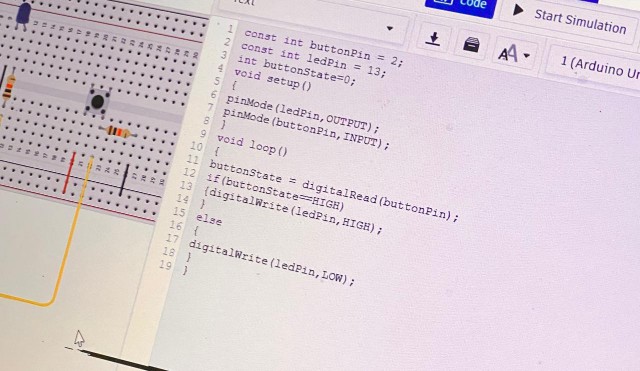 Code
Start Simulation
1 (Arduino
1 const int buttonPin = 2;
2 const int ledPin = 13;
3 int buttonState=0;
4 void setup()
5 {
6 pinMode(ledPin,OUTPUT);
7 pinMode(buttonPin,INPUT);
8 }
9 void loop()
10 {
11 buttonState = digitalRead(buttonPin);
12 if(buttonState==HIGH)
13 {digitalWrite(ledPin,HIGH);
14 }
15 else
16 {
17 digitalWrite(ledPin,LOW);
18 }
19 }